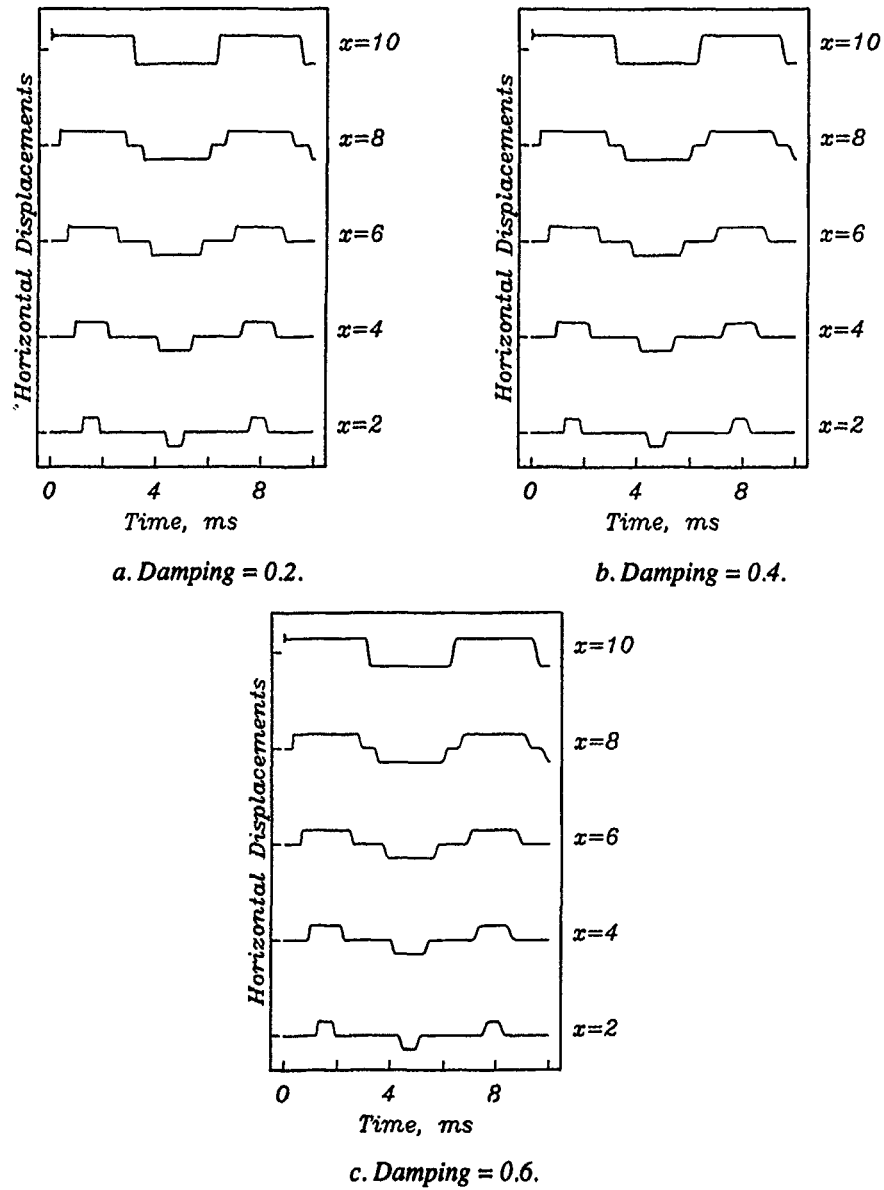 Horizontal Displacements
x=10
x=8
x=6
x=4
x=2
0 4 8
Time, ms
a. Damping = 0.2.
Horizontal Displacements
x=10
x=8
x=6
x=4
x=2
0 4 8
Time, ms
b. Damping = 0.4.
Horizontal Displacements
x=10
x=8
x=6
x=4
x=2
0 4 8
Time, ms
c. Damping = 0.6.